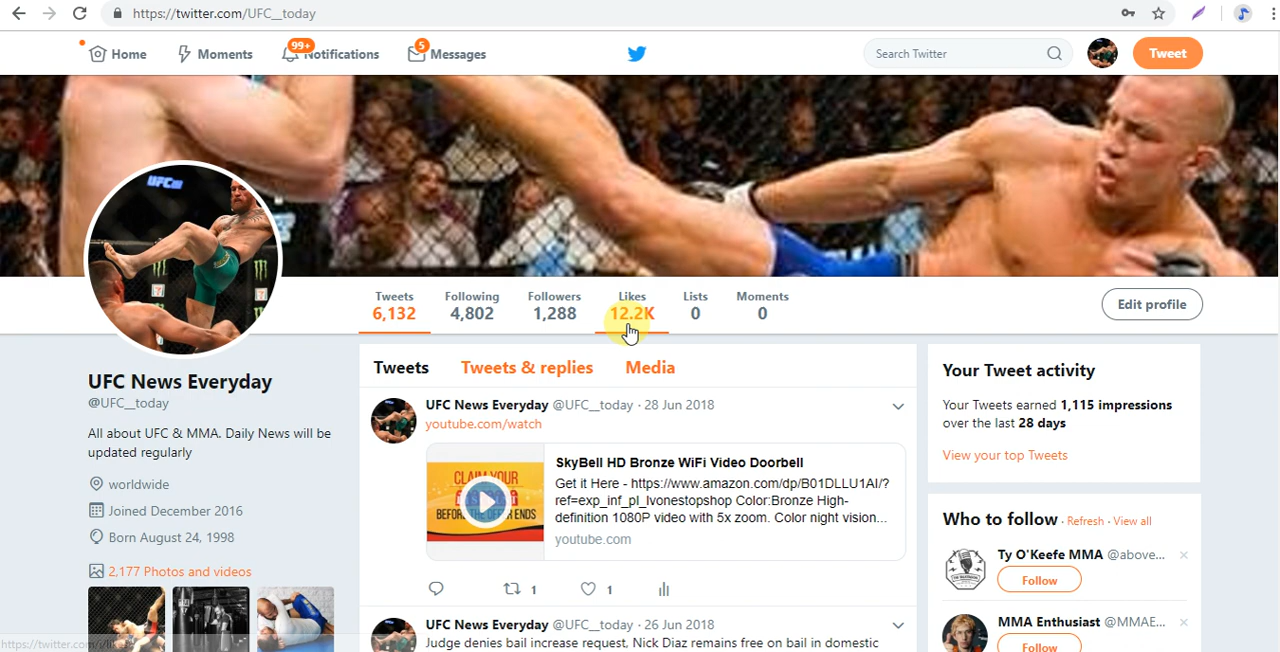 https://twitter.com/UFC__today
Home
Moments
99+
Notifications
5
Messages
Search Twitter
Tweet
UFC
Tweets
6,132
Following
4,802
Followers
1,288
Likes
12.2K
Lists
0
Moments
0
Edit profile
UFC News Everyday
@UFC__today
All about UFC & MMA. Daily News will be
updated regularly
worldwide
Joined December 2016
Born August 24, 1998
2,177 Photos and videos
Tweets
Tweets & replies
Media
UFC News Everyday @UFC__today · 28 Jun 2018
youtube.com/watch
CLAIM YOUR
BEFORE THE OFFER ENDS
SkyBell HD Bronze WiFi Video Doorbell
Get it Here - https://www.amazon.com/dp/B01DLLU1AI/?
ref=exp_inf_pl_lvonestopshop Color:Bronze High-
definition 1080P video with 5x zoom. Color night vision...
youtube.com
1
1
UFC News Everyday @UFC__today · 26 Jun 2018
Judge denies bail increase request, Nick Diaz remains free on bail in domestic
Your Tweet activity
Your Tweets earned 1,115 impressions
over the last 28 days
View your top Tweets
Who to follow · Refresh · View all
Ty O'Keefe MMA @above...
Follow
MMA Enthusiast @MMAE...
Follow